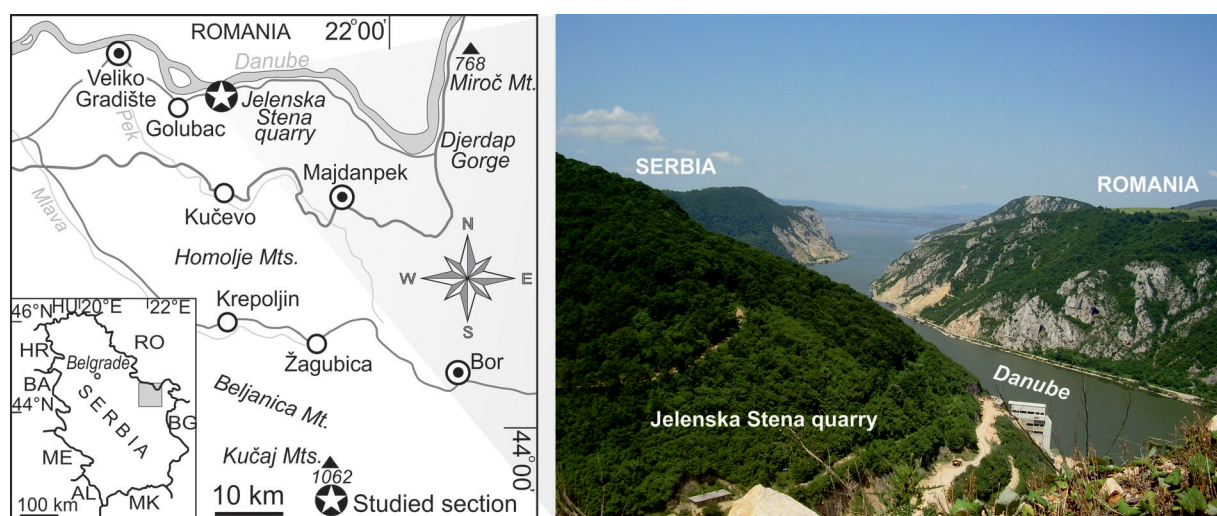 ROMANIA
22°00'
Danube
Veliko
Gradište
Golubac
Jelenska
Stena
quarry
768
Miroč Mt.
Djerdap
Gorge
Pek
Mlava
Majdanpek
Kučevo
Homolje Mts.
N
W
E
S
Krepoljin
Žagubica
Bor
Beljanica Mt.
Kučaj Mts.
1062
44°00'
10 km
Studied section
46°N
HU
20°E
22°E
RO
HR
Belgrade
BA
44°N
SERBIA
BG
ME
AL
MK
100 km
SERBIA
ROMANIA
Danube
Jelenska Stena quarry